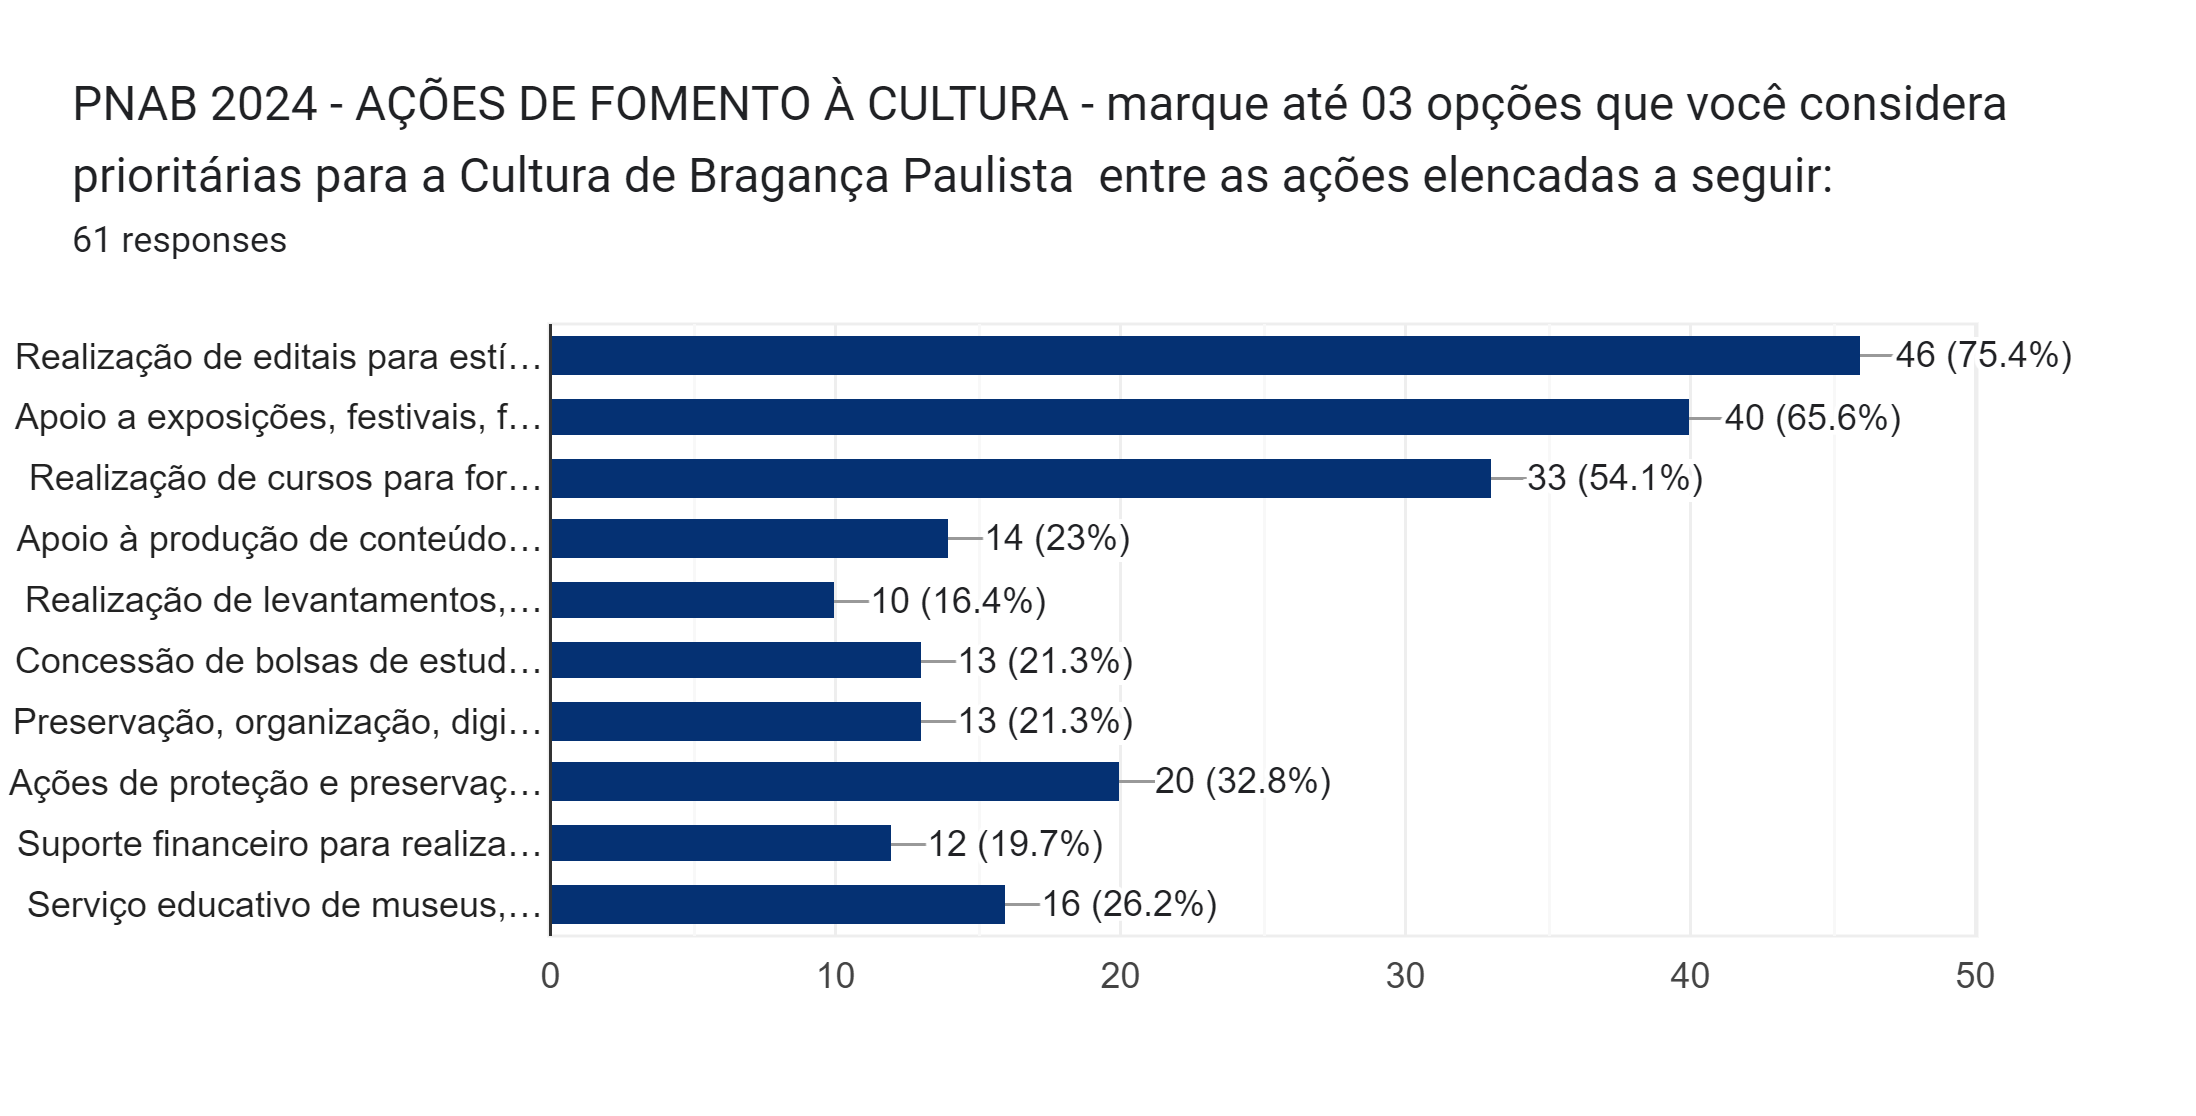 PNAB 2024 - AÇÕES DE FOMENTO À CULTURA - marque até 03 opções que você considera
prioritárias para a Cultura de Bragança Paulista  entre as ações elencadas a seguir:
61 responses
Realização de editais para estí… 46 (75.4%)
Apoio a exposições, festivais, f… 40 (65.6%)
Realização de cursos para for… 33 (54.1%)
Apoio à produção de conteúdo… 14 (23%)
Realização de levantamentos,… 10 (16.4%)
Concessão de bolsas de estud… 13 (21.3%)
Preservação, organização, digi… 13 (21.3%)
Ações de proteção e preservaç… 20 (32.8%)
Suporte financeiro para realiza… 12 (19.7%)
Serviço educativo de museus,… 16 (26.2%)
0 10 20 30 40 50